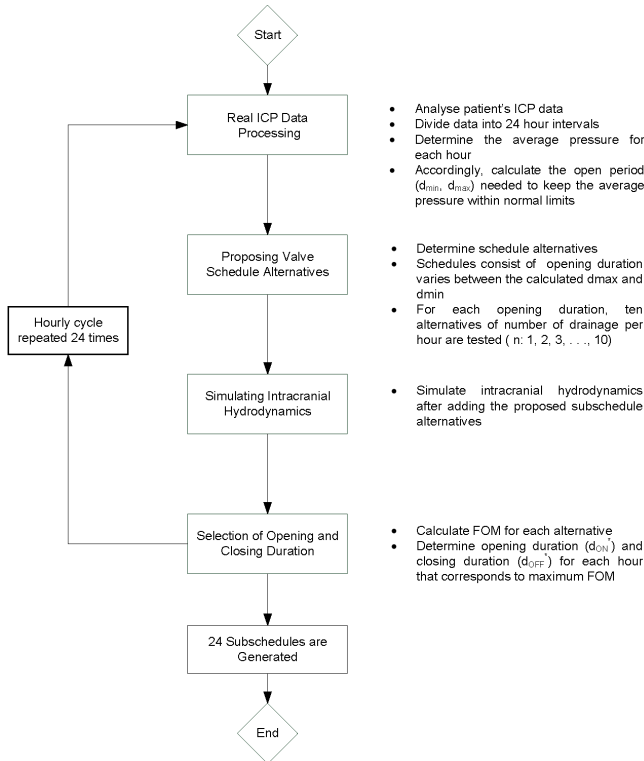 Start
Real ICP Data
Processing
• Analyse patient's ICP data
• Divide data into 24 hour intervals
• Determine the average pressure for
each hour
• Accordingly, calculate the open period
(dmin, dmax) needed to keep the average
pressure within normal limits
Proposing Valve
Schedule Alternatives
• Determine schedule alternatives
• Schedules consist of opening duration
varies between the calculated dmax and
dmin
• For each opening duration, ten
alternatives of number of drainage per
hour are tested ( n: 1, 2, 3, . . ., 10)
Hourly cycle
repeated 24 times
Simulating Intracranial
Hydrodynamics
• Simulate intracranial hydrodynamics
after adding the proposed subschedule
alternatives
Selection of Opening and
Closing Duration
• Calculate FOM for each alternative
• Determine opening duration (dON*) and
closing duration (dOFF*) for each hour
that corresponds to maximum FOM
24 Subschedules are
Generated
End